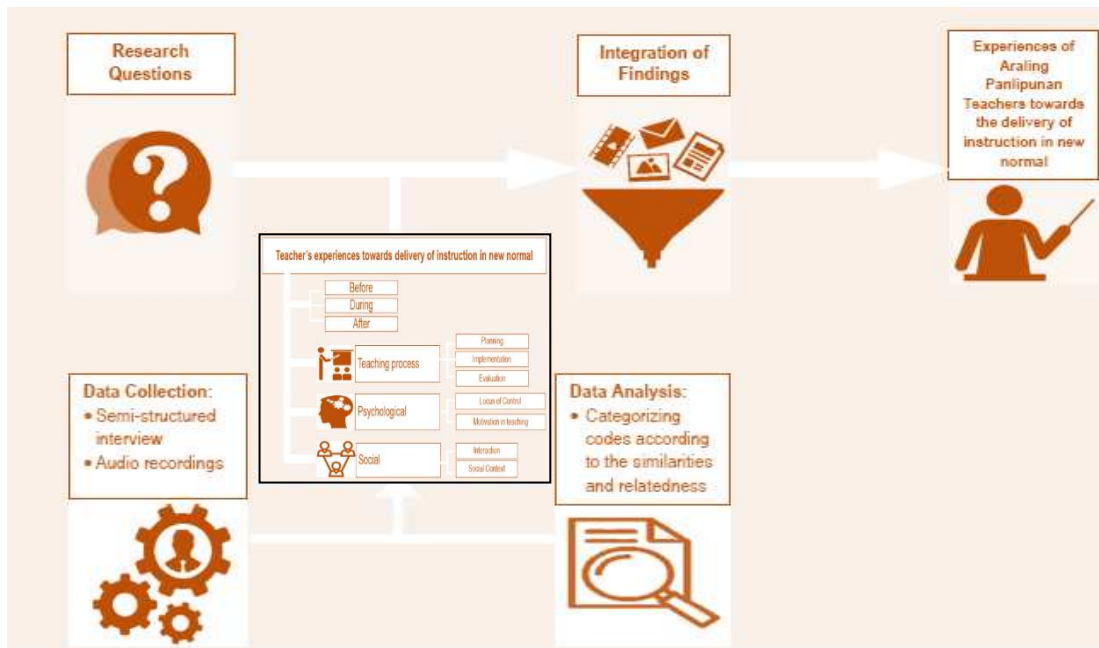 Research
Questions
Integration of
Findings
Experiences of
Araling
Panlipunan
Teachers towards
the delivery of
instruction in new
normal
Teacher's experiences towards delivery of instruction in new normal
Before
During
After
Teaching process
Planning
Implementation
Evaluation
Psychological
Locus of Control
Motivation in teaching
Social
Interaction
Social Context
Data Collection:
• Semi-structured
interview
• Audio recordings
Data Analysis:
• Categorizing
codes according
to the similarities
and relatedness